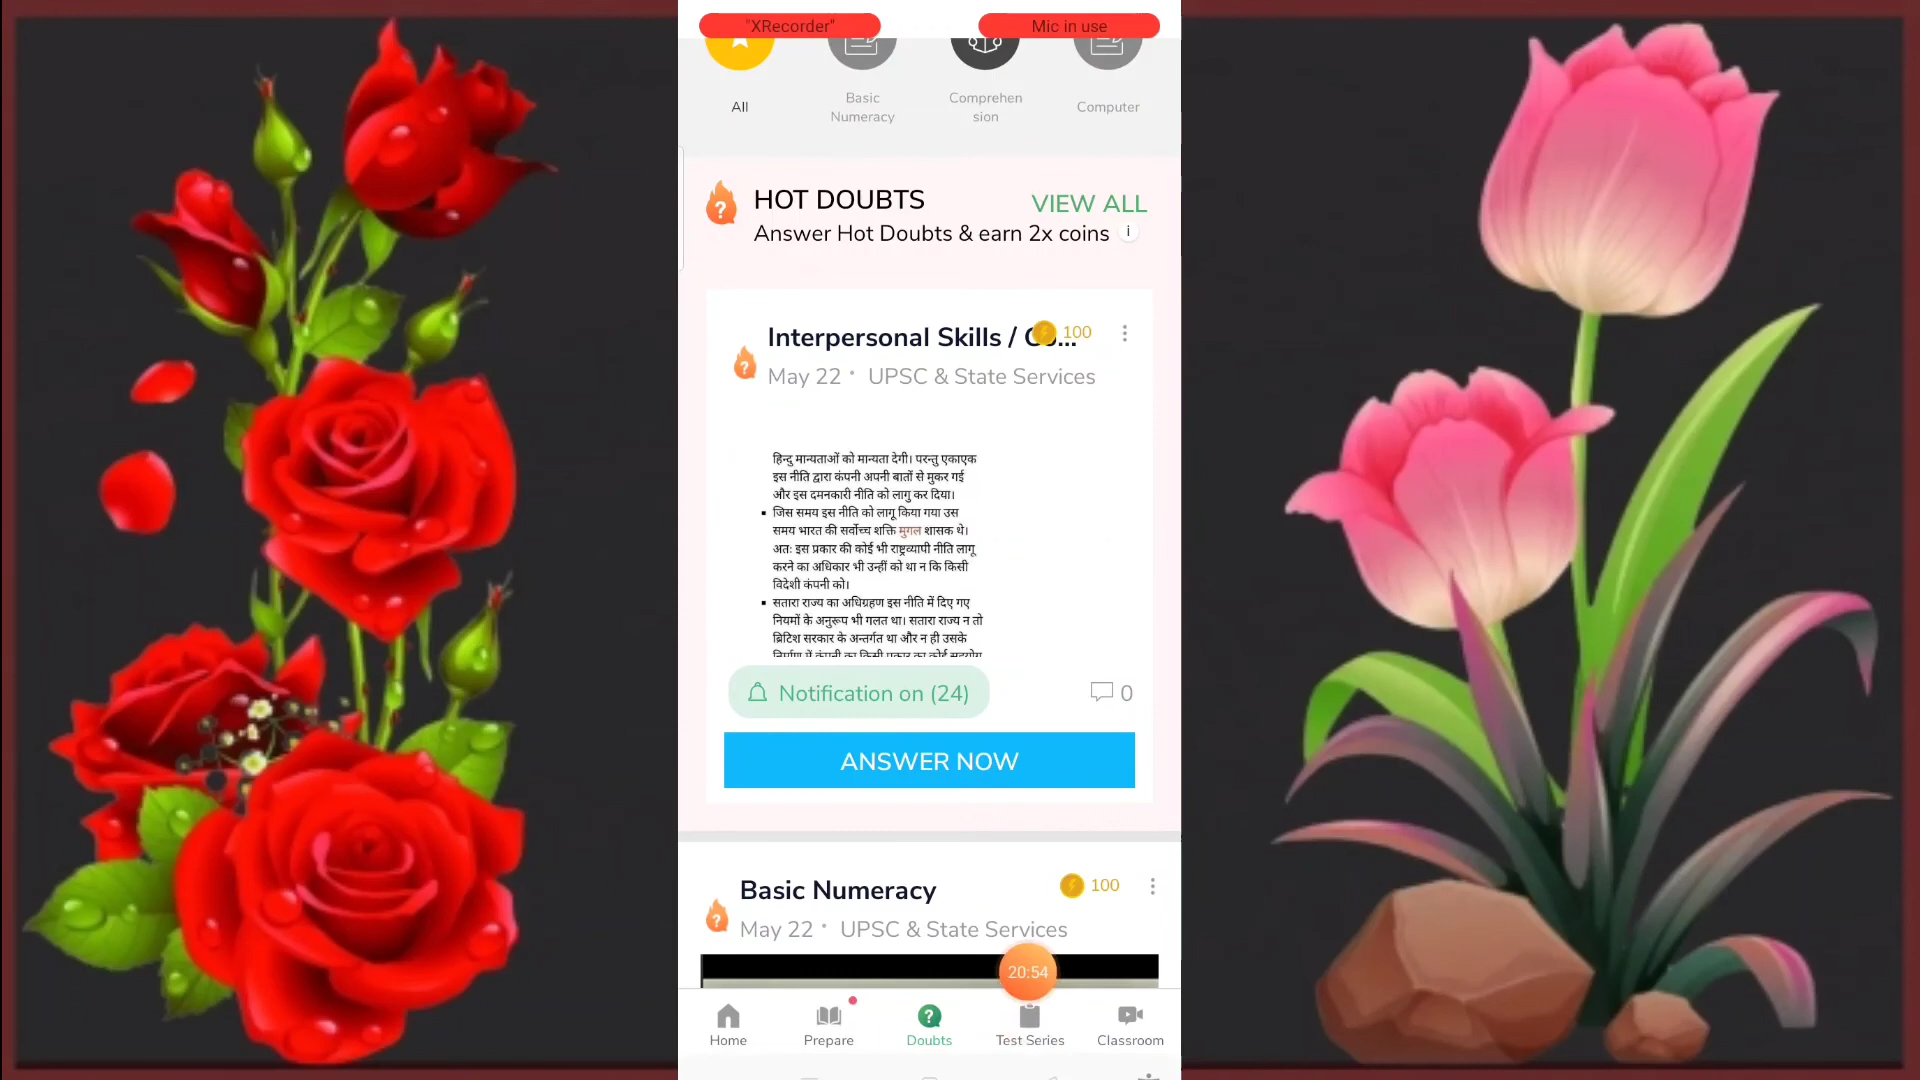 "XRecorder"
Mic in use
All
Basic
Numeracy
Comprehen
sion
Computer
HOT DOUBTS
VIEW ALL
Answer Hot Doubts & earn 2x coins
i
Interpersonal Skills / Co...
100
May 22 • UPSC & State Services
हिन्दु मान्यताओं को मान्यता देगी। परन्तु एकाएक
इस नीति द्वारा कंपनी अपनी बातों से मुकर गई
और इस दमनकारी नीति को लागु कर दिया।
▪ जिस समय इस नीति को लागू किया गया उस
समय भारत की सर्वोच्च शक्ति मुगल शासक थे।
अतः इस प्रकार की कोई भी राष्ट्रव्यापी नीति लागू
करने का अधिकार भी उन्हीं को था न कि किसी
विदेशी कंपनी को।
▪ सतारा राज्य का अधिग्रहण इस नीति में दिए गए
नियमों के अनुरूप भी गलत था। सतारा राज्य न तो
ब्रिटिश सरकार के अन्तर्गत था और न ही उसके
Notification on (24)
0
ANSWER NOW
Basic Numeracy
100
May 22 • UPSC & State Services
20:54
Home
Prepare
Doubts
Test Series
Classroom